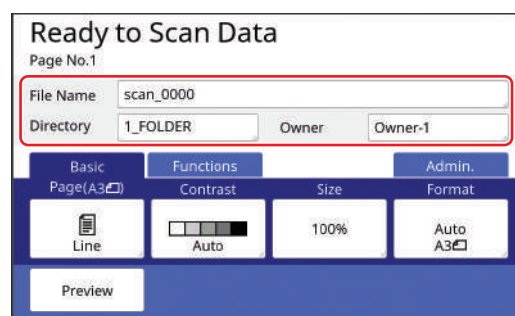 Ready to Scan Data
Page No.1
File Name scan_0000
Directory 1_FOLDER Owner Owner-1
Basic Functions Admin.
Page(A3) Contrast Size Format
Line Auto 100% Auto A3
Preview